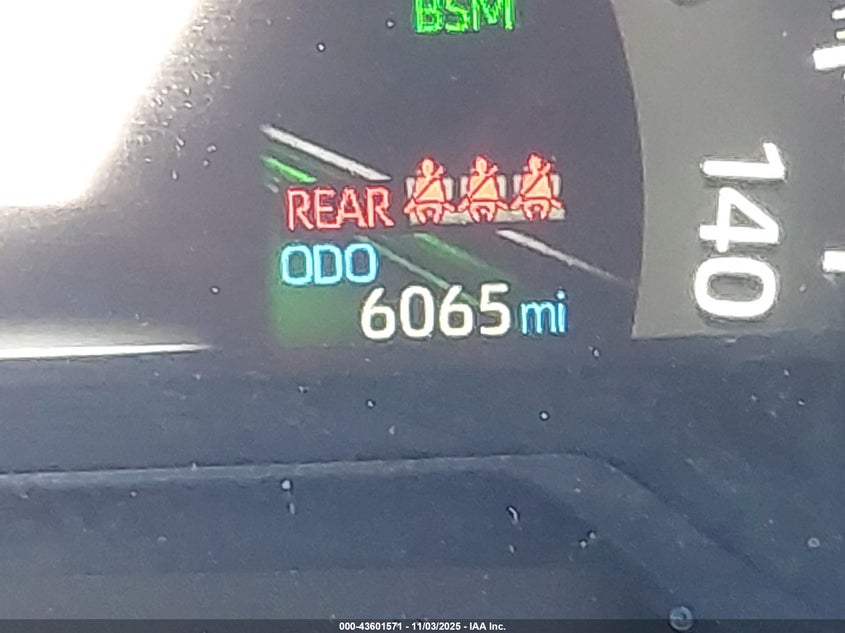 BSM
REAR
ODO
6065 mi
140
000-43601571 - 11/03/2025 - IAA Inc.